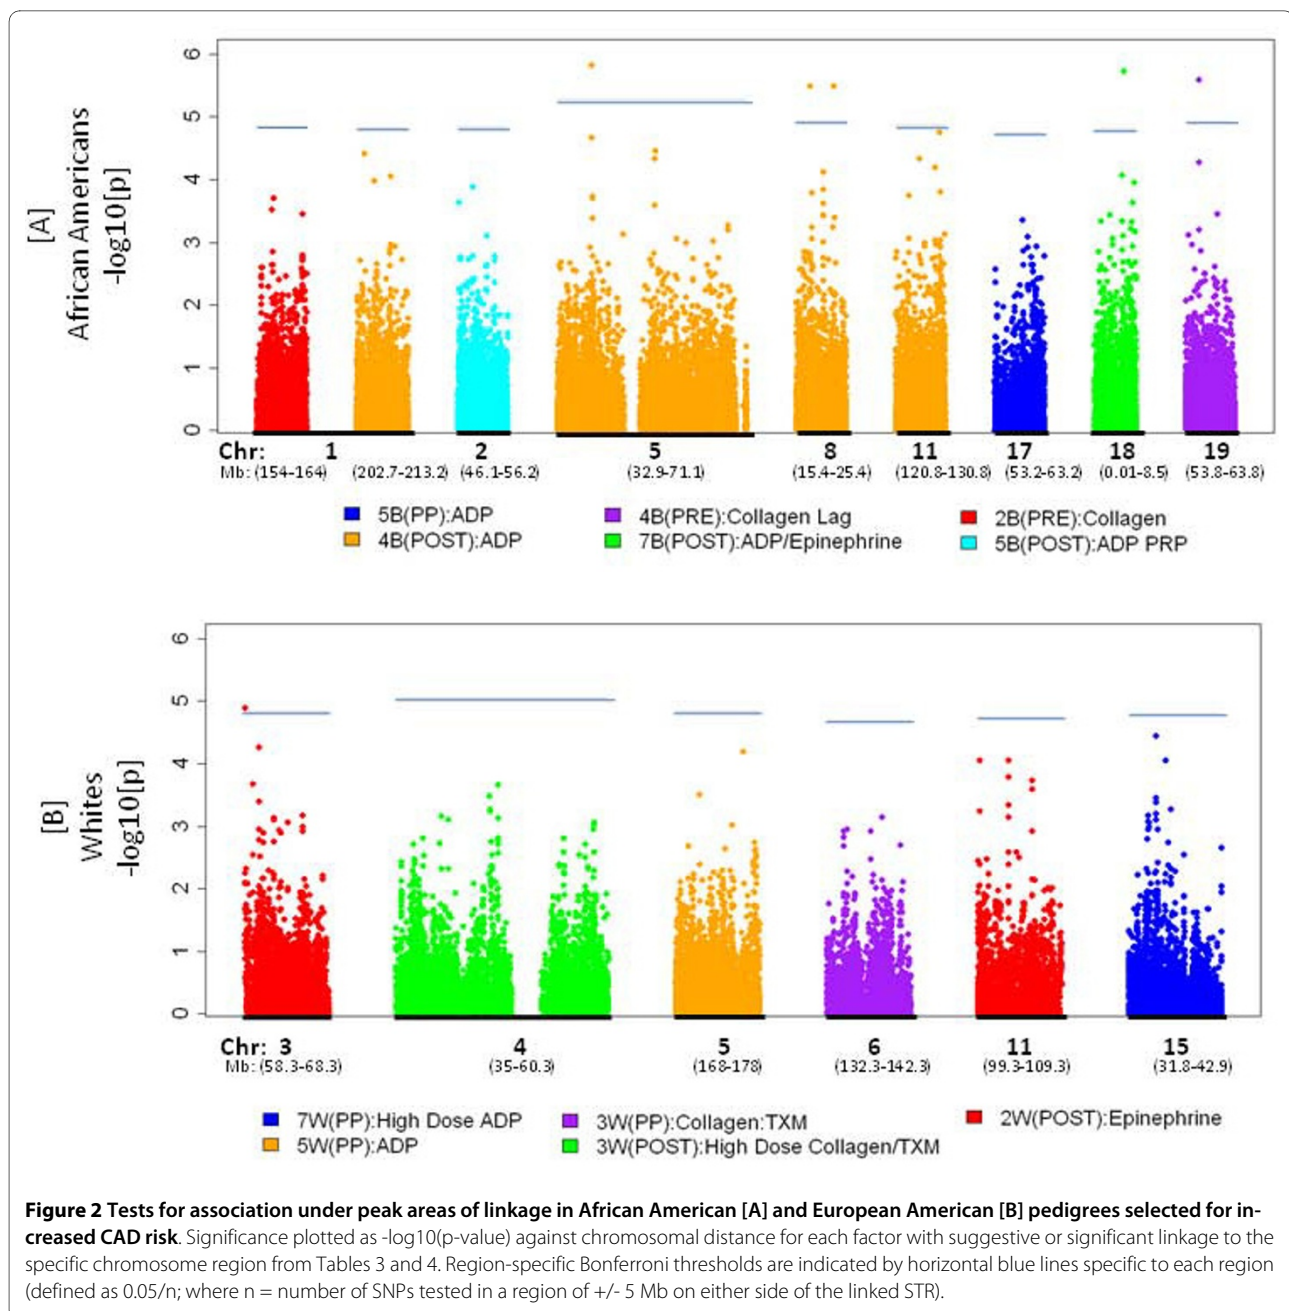 [A]
African Americans
-log10[p]
6
5
4
3
2
1
0
Chr: 1 2 5 8 11 17 18 19
Mb: (154-164) (202.7-213.2) (46.1-56.2) (32.9-71.1) (15.4-25.4) (120.8-130.8) (53.2-63.2) (0.01-8.5) (53.8-63.8)
5B(PP):ADP 4B(PRE):Collagen Lag 2B(PRE):Collagen
4B(POST):ADP 7B(POST):ADP/Epinephrine 5B(POST):ADP PRP
[B]
Whites
-log10[p]
6
5
4
3
2
1
0
Chr: 3 4 5 6 11 15
Mb: (58.3-68.3) (35-60.3) (168-178) (132.3-142.3) (99.3-109.3) (31.8-42.9)
7W(PP):High Dose ADP 3W(PP):Collagen:TXM 2W(POST):Epinephrine
5W(PP):ADP 3W(POST):High Dose Collagen/TXM
Figure 2 Tests for association under peak areas of linkage in African American [A] and European American [B] pedigrees selected for in-
creased CAD risk. Significance plotted as -log10(p-value) against chromosomal distance for each factor with suggestive or significant linkage to the
specific chromosome region from Tables 3 and 4. Region-specific Bonferroni thresholds are indicated by horizontal blue lines specific to each region
(defined as 0.05/n; where n = number of SNPs tested in a region of +/- 5 Mb on either side of the linked STR).